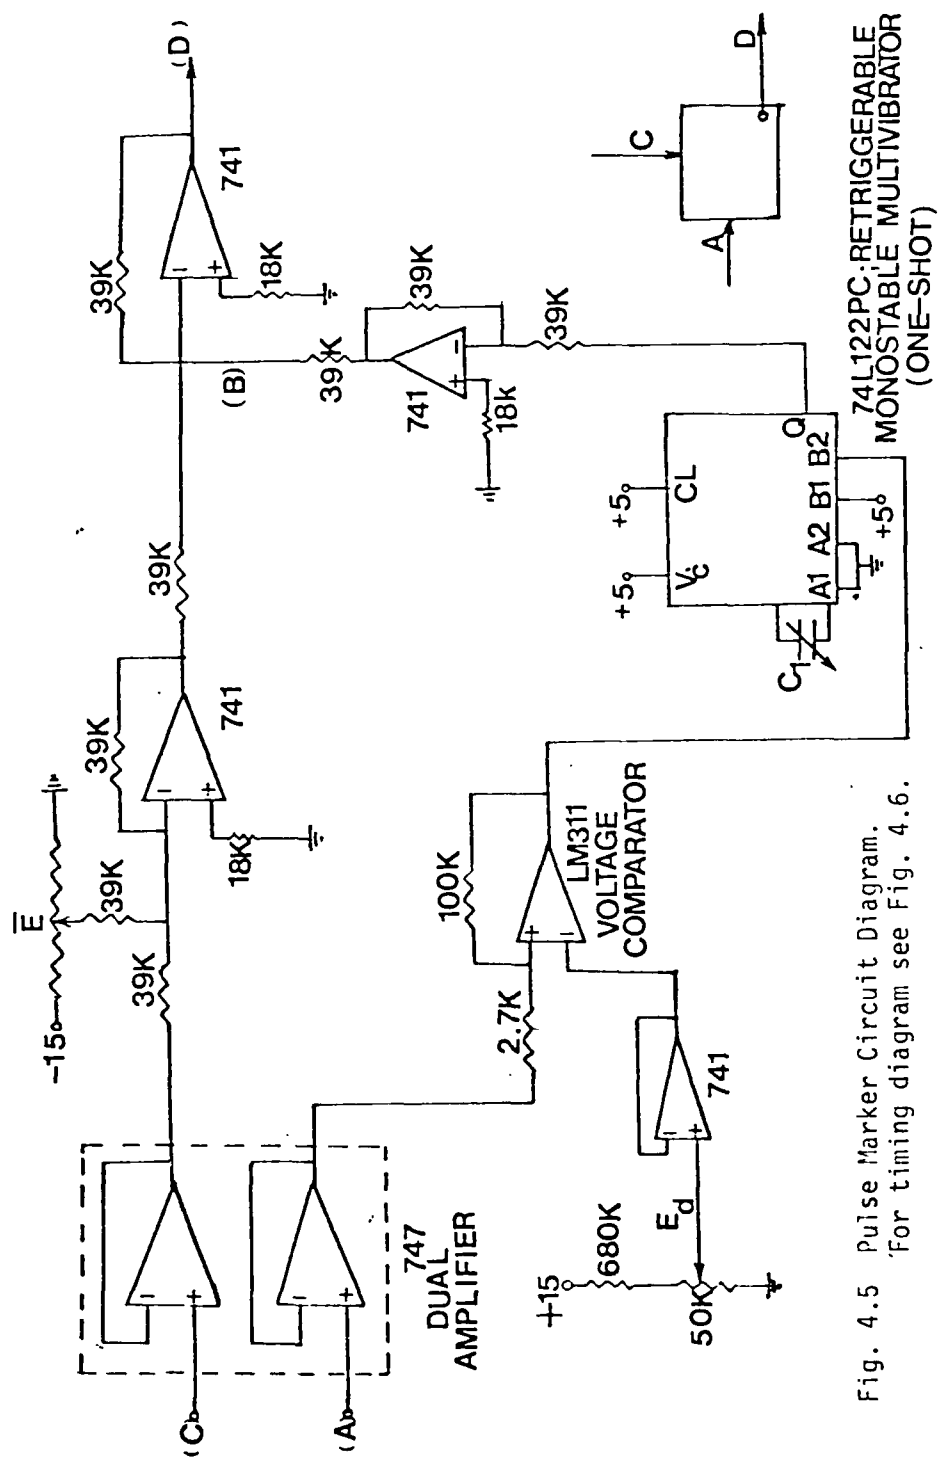 -15
E
39K
39K
39K
(C)
747
DUAL
AMPLIFIER
(A)
-
+
-
+
-
+
741
18K
39K
39K
-
+
741
(D)
18K
(B)
39K
39K
-
+
741
18k
39K
2.7K
100K
+
-
LM311
VOLTAGE
COMPARATOR
+15
680K
50K
Ed
-
+
741
+5
+5
Vc
CL
Q
A1
A2
B1
B2
+5
C1
C
A
D
74L122PC:RETRIGGERABLE
MONOSTABLE MULTIVIBRATOR
(ONE-SHOT)
Fig. 4.5 Pulse Marker Circuit Diagram.
For timing diagram see Fig. 4.6.